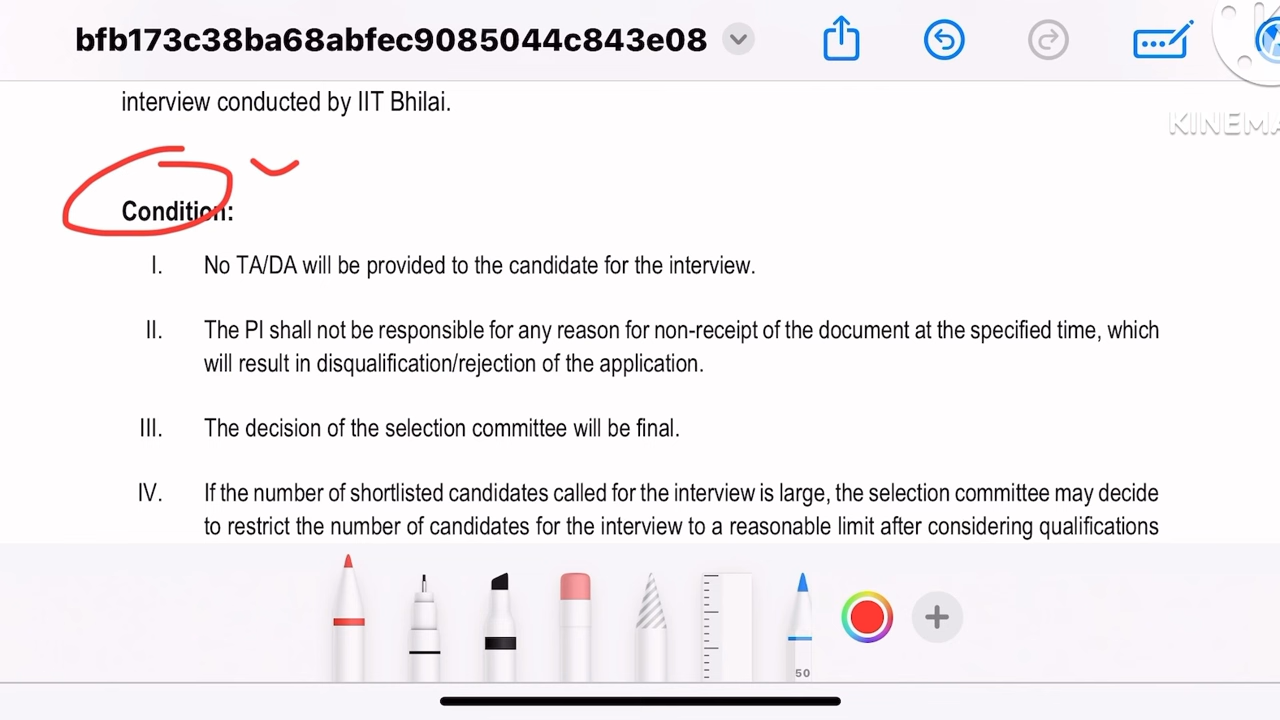 bfb173c38ba68abfec9085044c843e08
interview conducted by IIT Bhilai.
KINEMA
Condition:
I. No TA/DA will be provided to the candidate for the interview.
II. The PI shall not be responsible for any reason for non-receipt of the document at the specified time, which
will result in disqualification/rejection of the application.
III. The decision of the selection committee will be final.
IV. If the number of shortlisted candidates called for the interview is large, the selection committee may decide
to restrict the number of candidates for the interview to a reasonable limit after considering qualifications
50